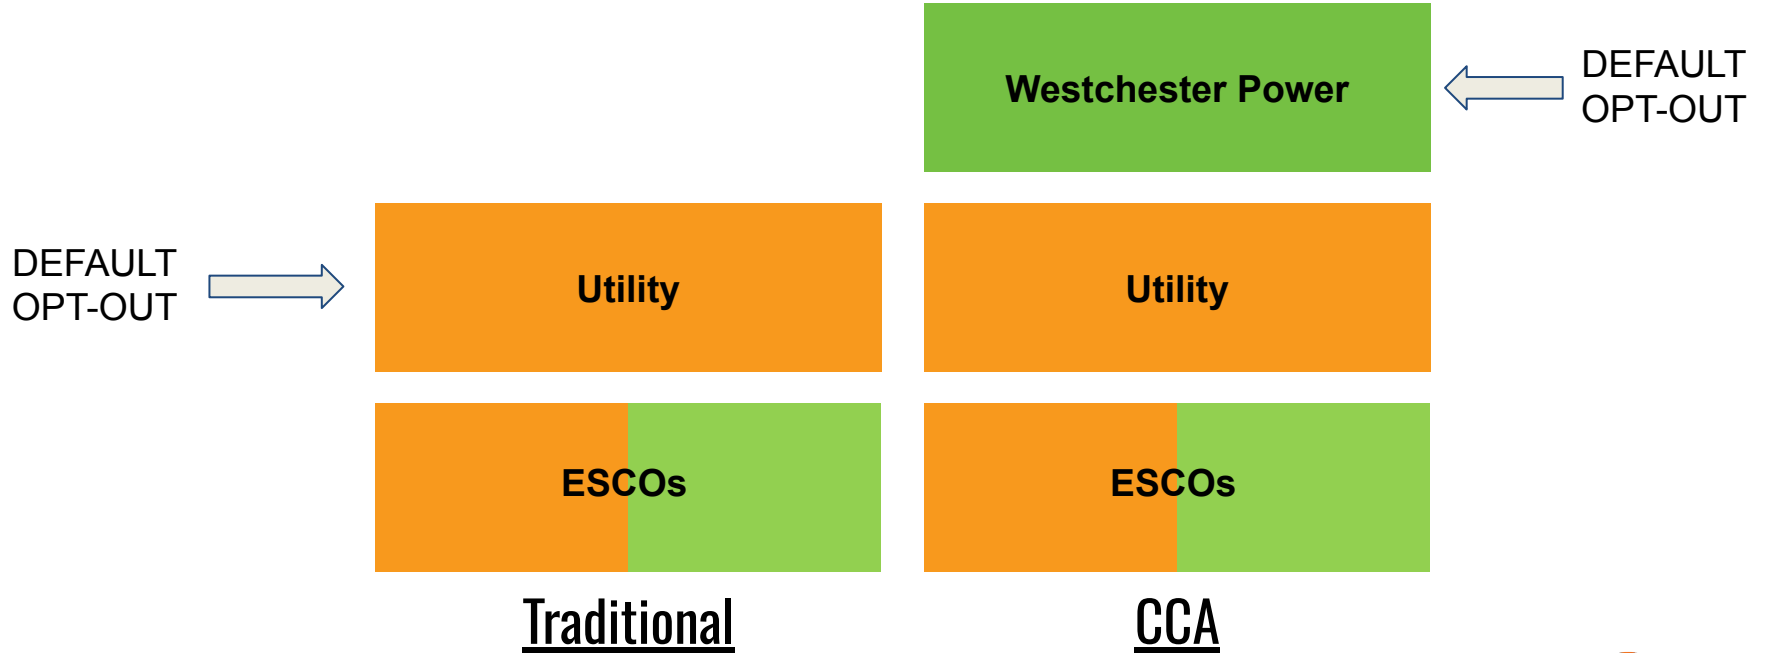 Westchester Power
DEFAULT
OPT-OUT
DEFAULT
OPT-OUT
Utility
Utility
ESCOs
ESCOs
Traditional
CCA